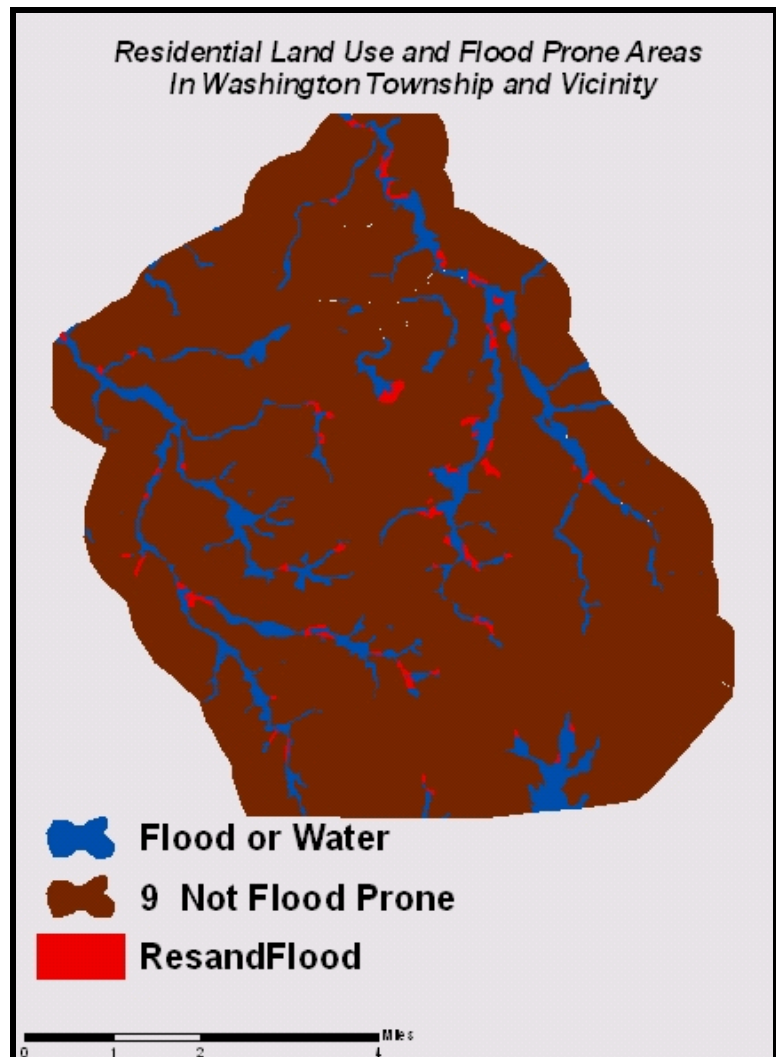 Residential Land Use and Flood Prone Areas
In Washington Township and Vicinity
Flood or Water
9 Not Flood Prone
ResandFlood
Miles
0 1 2 4